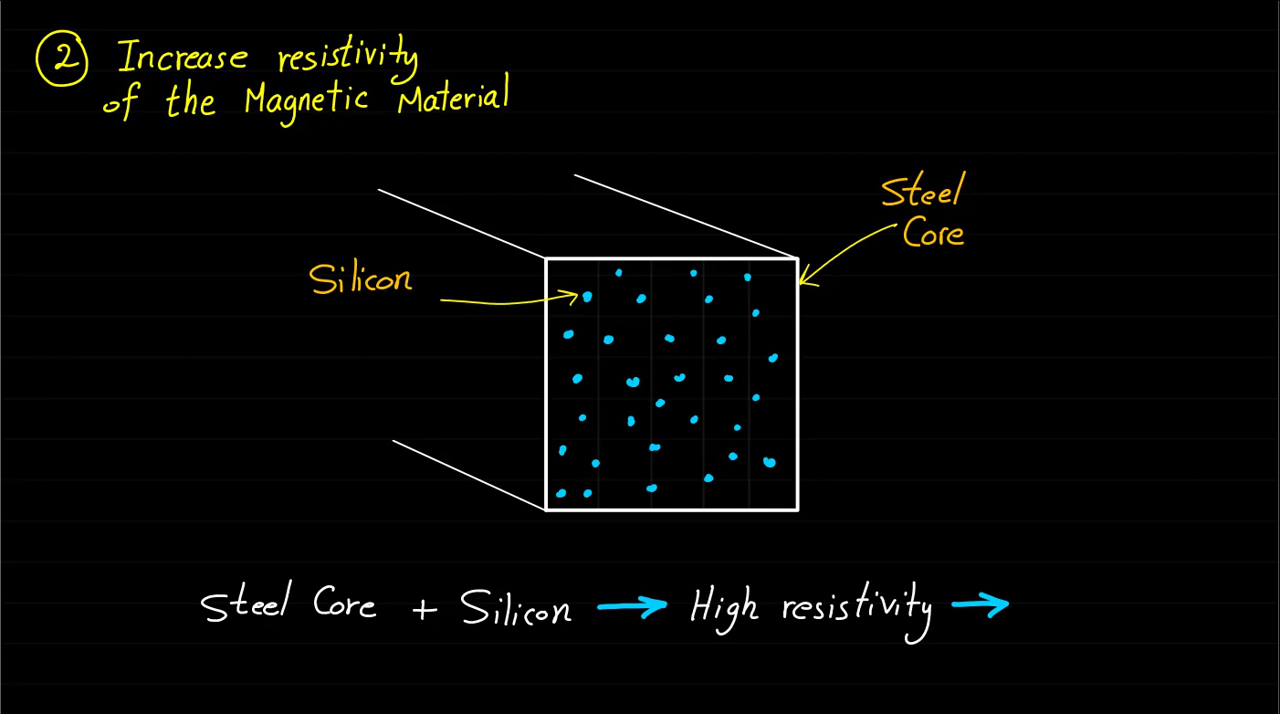 2 Increase resistivity
of the Magnetic Material
Steel
Core
Silicon
Steel Core + Silicon → High resistivity →